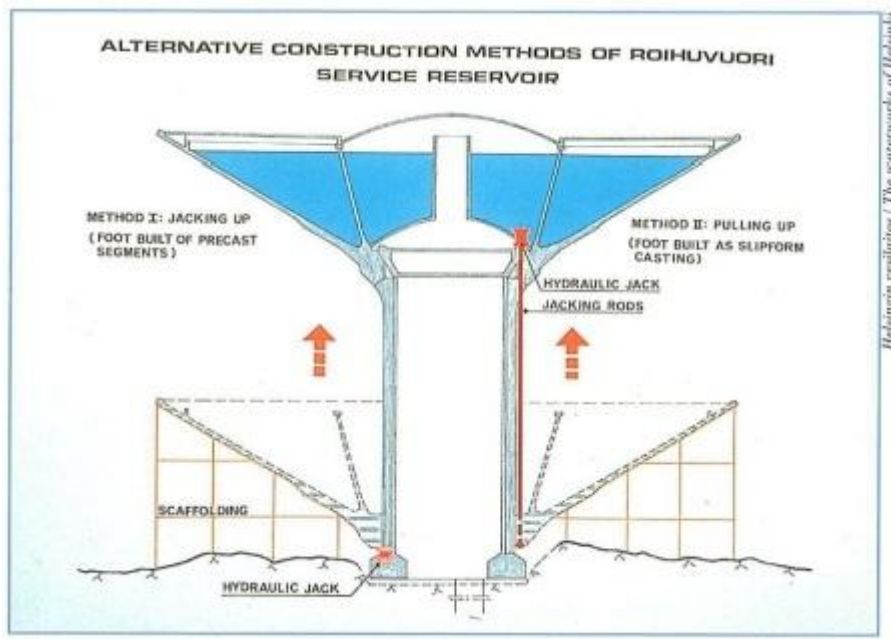 ALTERNATIVE CONSTRUCTION METHODS OF ROIHUVUORI
SERVICE RESERVOIR
METHOD I: JACKING UP
(FOOT BUILT OF PRECAST
SEGMENTS)
METHOD II: PULLING UP
(FOOT BUILT AS SLIPFORM
CASTING)
HYDRAULIC JACK
JACKING RODS
SCAFFOLDING
HYDRAULIC JACK